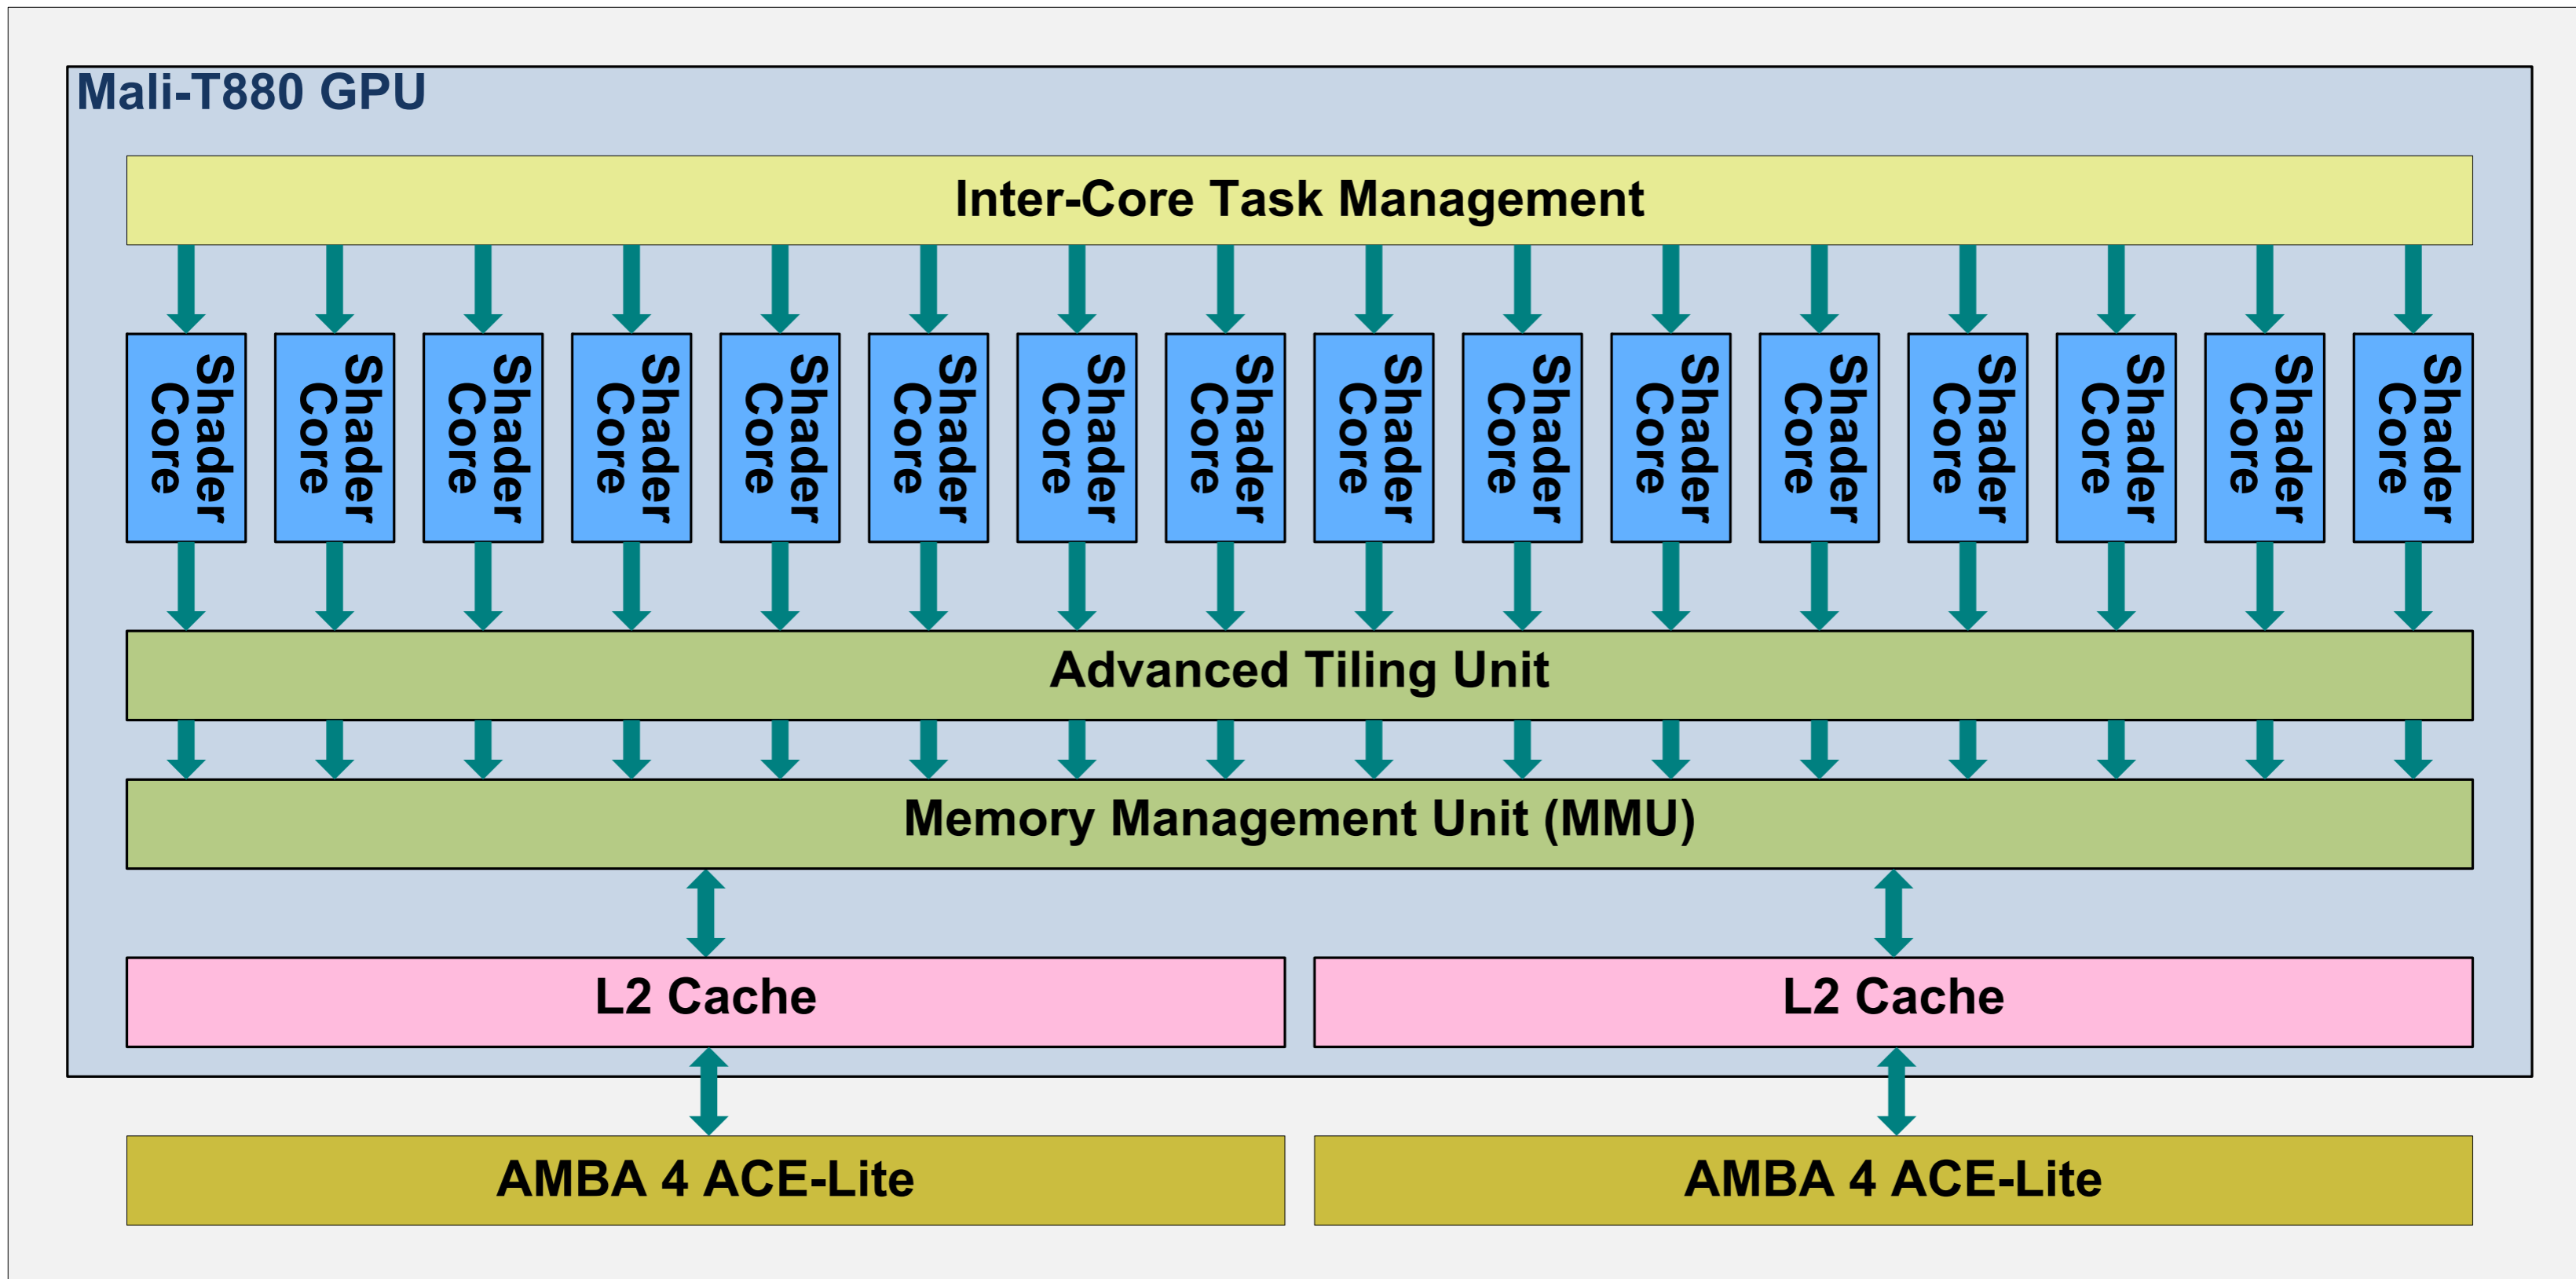 Mali-T880 GPU
Inter-Core Task Management
Shader
Core
Shader
Core
Shader
Core
Shader
Core
Shader
Core
Shader
Core
Shader
Core
Shader
Core
Shader
Core
Shader
Core
Shader
Core
Shader
Core
Shader
Core
Shader
Core
Shader
Core
Shader
Core
Advanced Tiling Unit
Memory Management Unit (MMU)
L2 Cache
L2 Cache
AMBA 4 ACE-Lite
AMBA 4 ACE-Lite